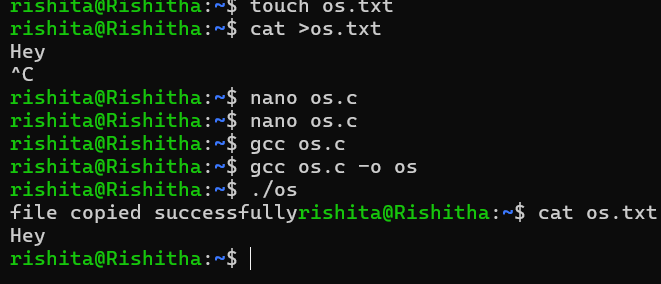 rishita@Rishitha:~$ touch os.txt
rishita@Rishitha:~$ cat >os.txt
Hey
^C
rishita@Rishitha:~$ nano os.c
rishita@Rishitha:~$ nano os.c
rishita@Rishitha:~$ gcc os.c
rishita@Rishitha:~$ gcc os.c -o os
rishita@Rishitha:~$ ./os
file copied successfullyrishita@Rishitha:~$ cat os.txt
Hey
rishita@Rishitha:~$